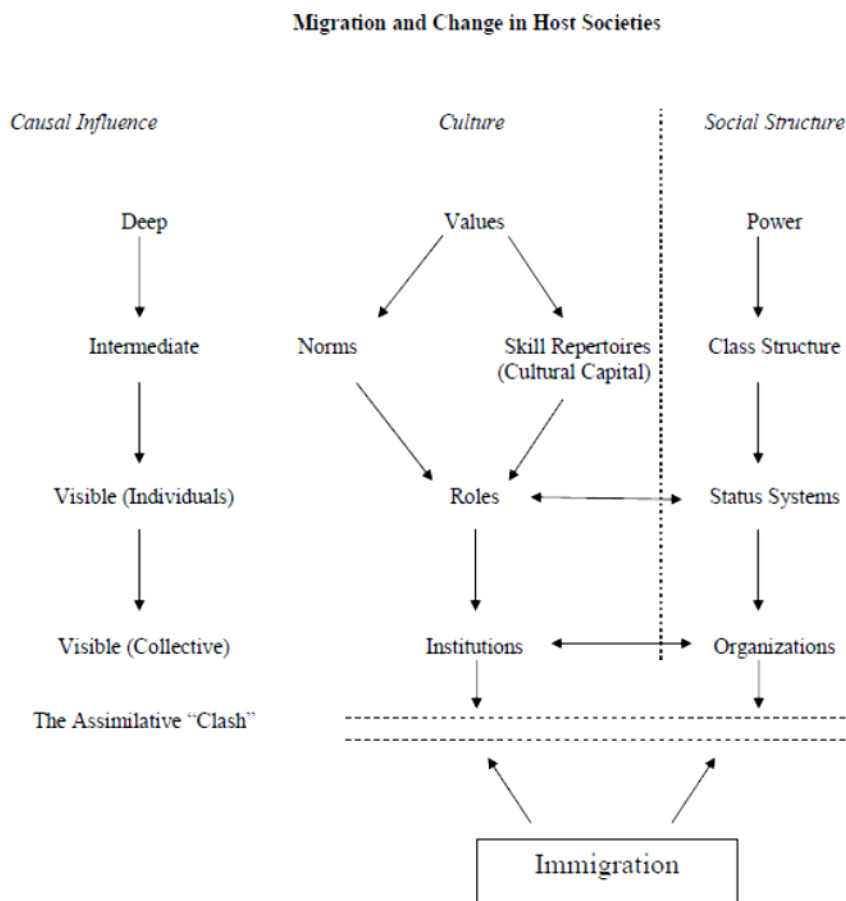 Migration and Change in Host Societies
Causal Influence
Culture
Social Structure
Deep
Values
Power
Intermediate
Norms
Skill Repertoires
(Cultural Capital)
Class Structure
Visible (Individuals)
Roles
Status Systems
Visible (Collective)
Institutions
Organizations
The Assimilative “Clash”
Immigration